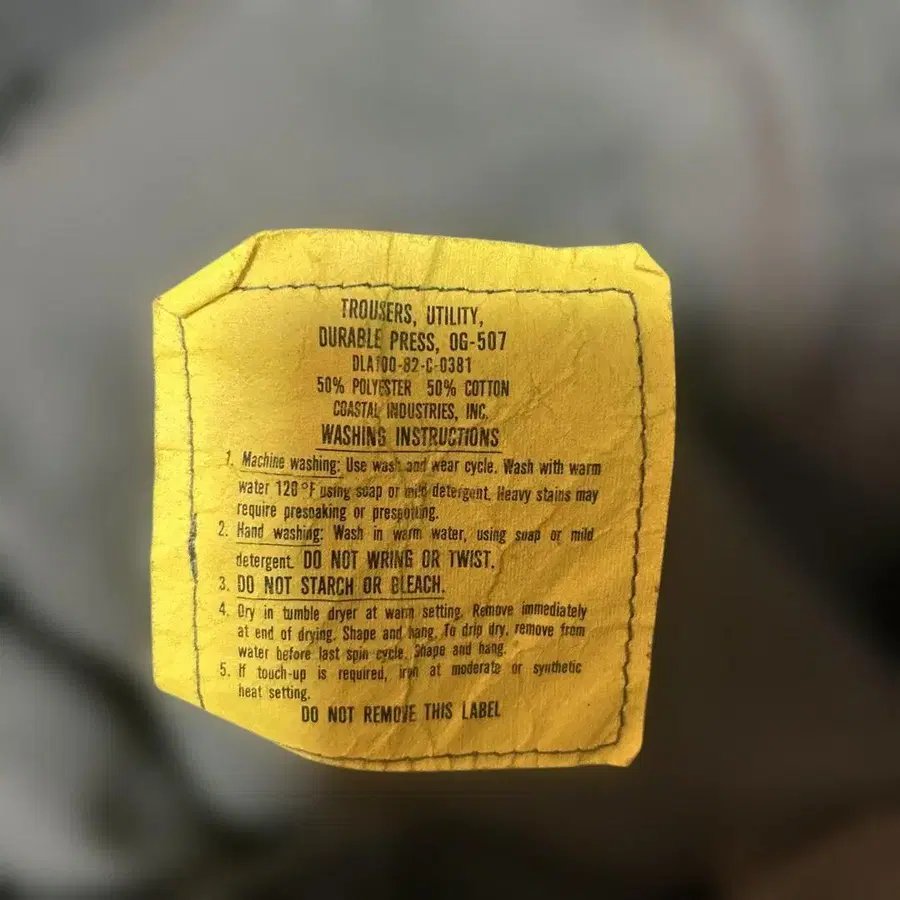 TROUSERS, UTILITY,
DURABLE PRESS, OG-507
DLA100-82-C-0381
50% POLYESTER 50% COTTON
COASTAL INDUSTRIES, INC.
WASHING INSTRUCTIONS
1. Machine washing: Use wash and wear cycle. Wash with warm
water 120°F using soap or mild detergent. Heavy stains may
require presoaking or prespotting.
2. Hand washing: Wash in warm water, using soap or mild
detergent. DO NOT WRING OR TWIST.
3. DO NOT STARCH OR BLEACH.
4. Dry in tumble dryer at warm setting. Remove immediately
at end of drying. Shape and hang. To drip dry, remove from
water before last spin cycle. Shape and hang.
5. If touch-up is required, iron at moderate or synthetic
heat setting.
DO NOT REMOVE THIS LABEL